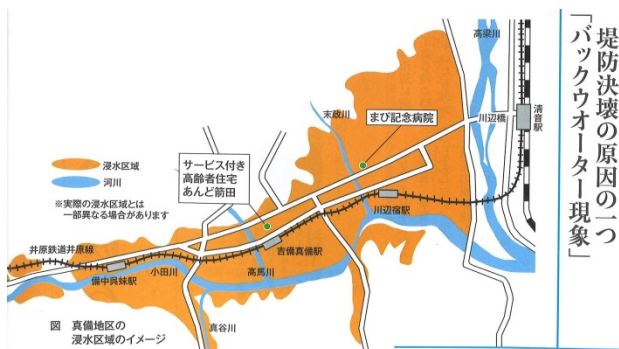 堤防決壊の原因の一つ
「バックウオーター現象」
高梁川
清音駅
川辺橋
末政川
まび記念病院
サービス付き
高齢者住宅
あんど箭田
浸水区域
河川
※実際の浸水区域とは
一部異なる場合があります
川辺宿駅
井原鉄道井原線
吉備真備駅
小田川
高馬川
備中呉妹駅
真谷川
図 真備地区の
浸水区域のイメージ